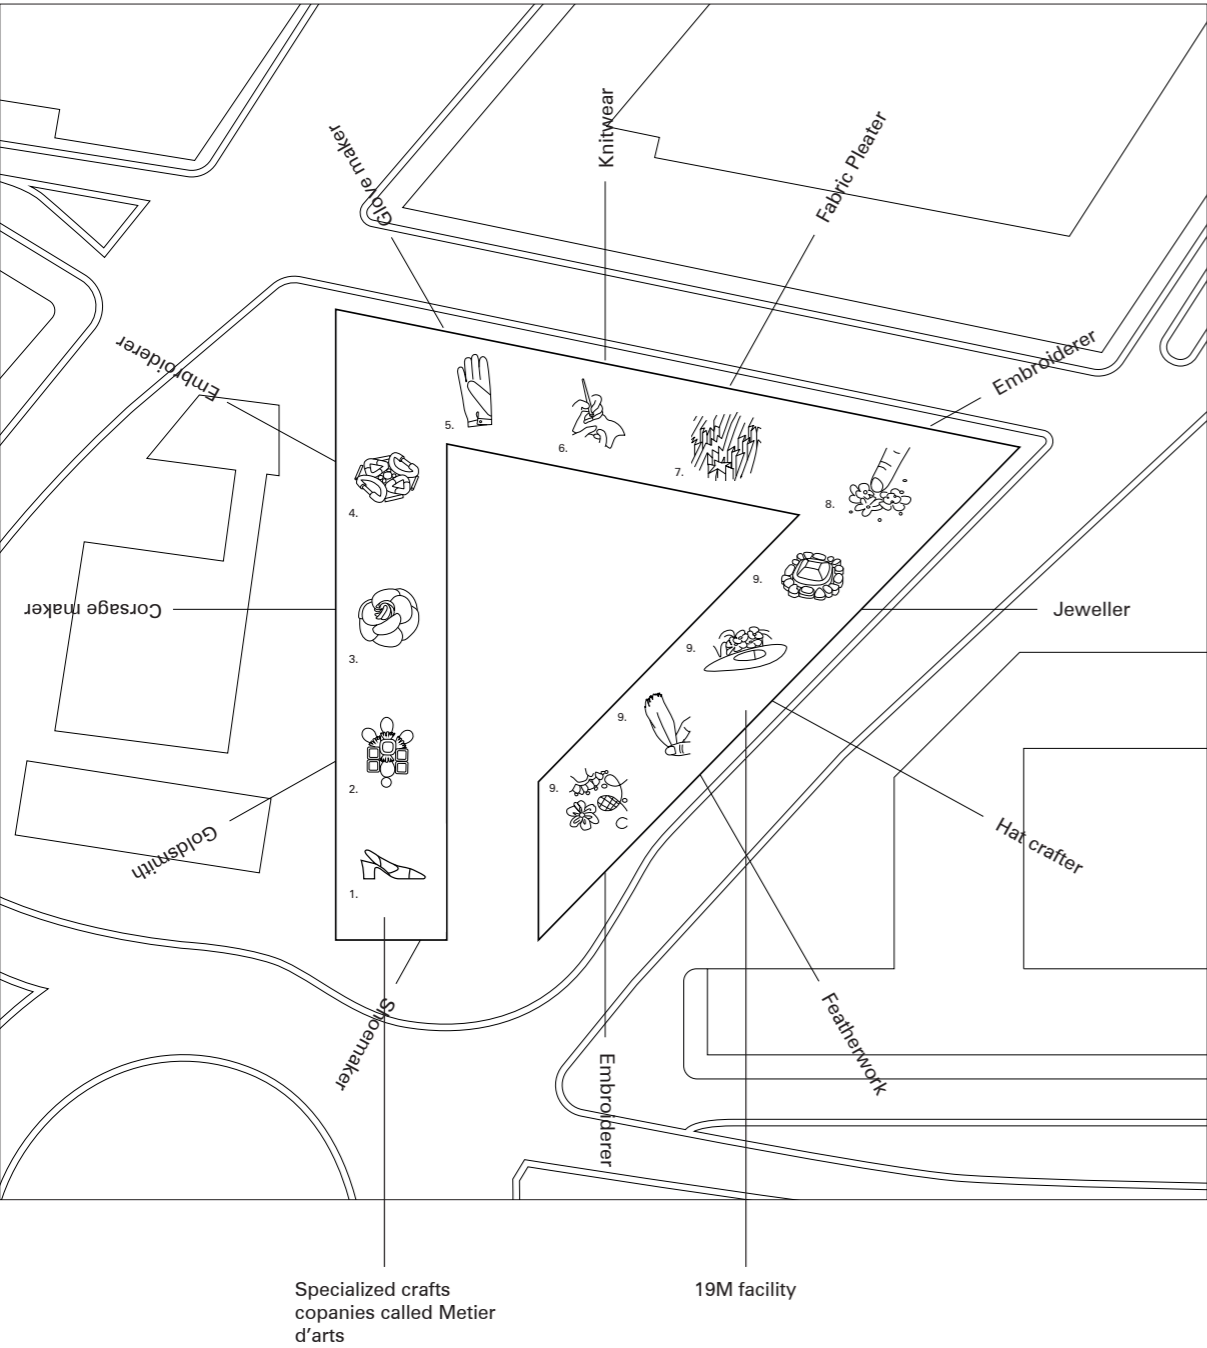 Knitwear
Glove maker
Fabric Pleater
Embroiderer
Embroiderer
5.
6.
7.
8.
4.
9.
Corsage maker
Jeweller
3.
9.
9.
2.
9.
Goldsmith
Hat crafter
1.
Shoemaker
Featherwork
Embroiderer
Specialized crafts
copanies called Metier
d’arts
19M facility